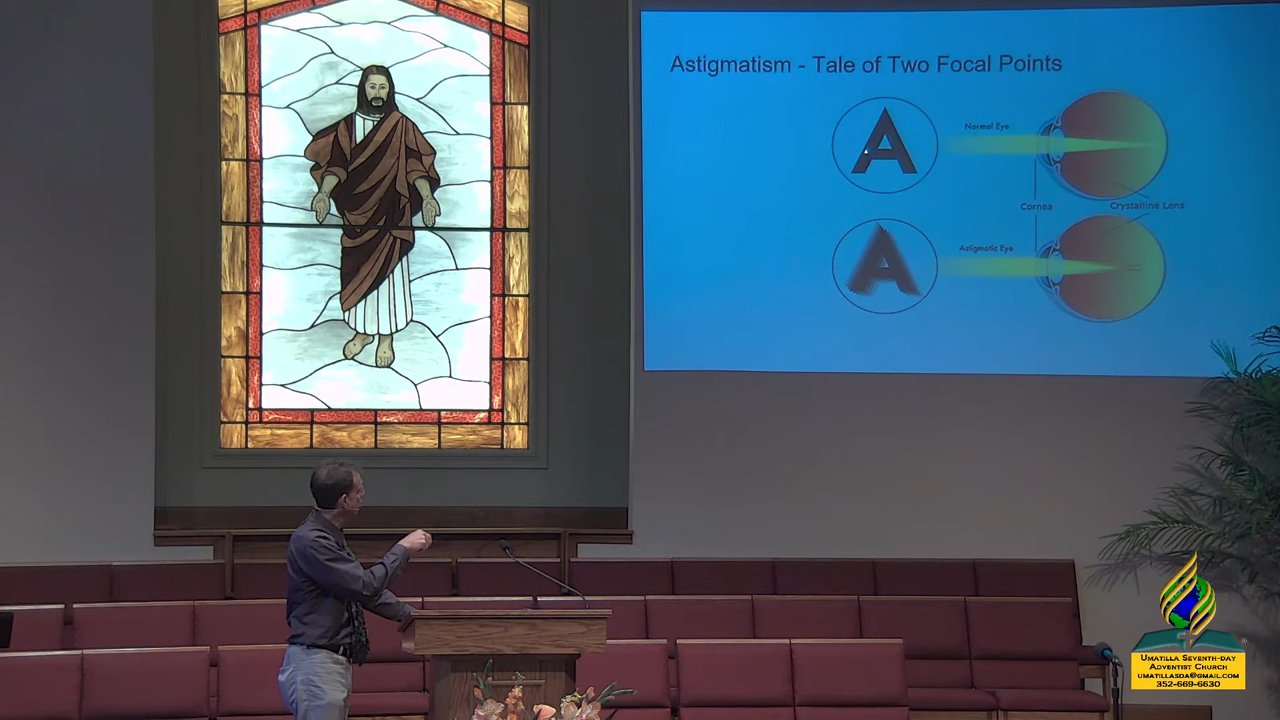 Astigmatism - Tale of Two Focal Points
A
Normal Eye
Cornea
Crystalline Lens
A
Astigmatic Eye
UMATILLA SEVENTH-DAY
ADVENTIST CHURCH
UMATILLASDA@GMAIL.COM
352-669-6630